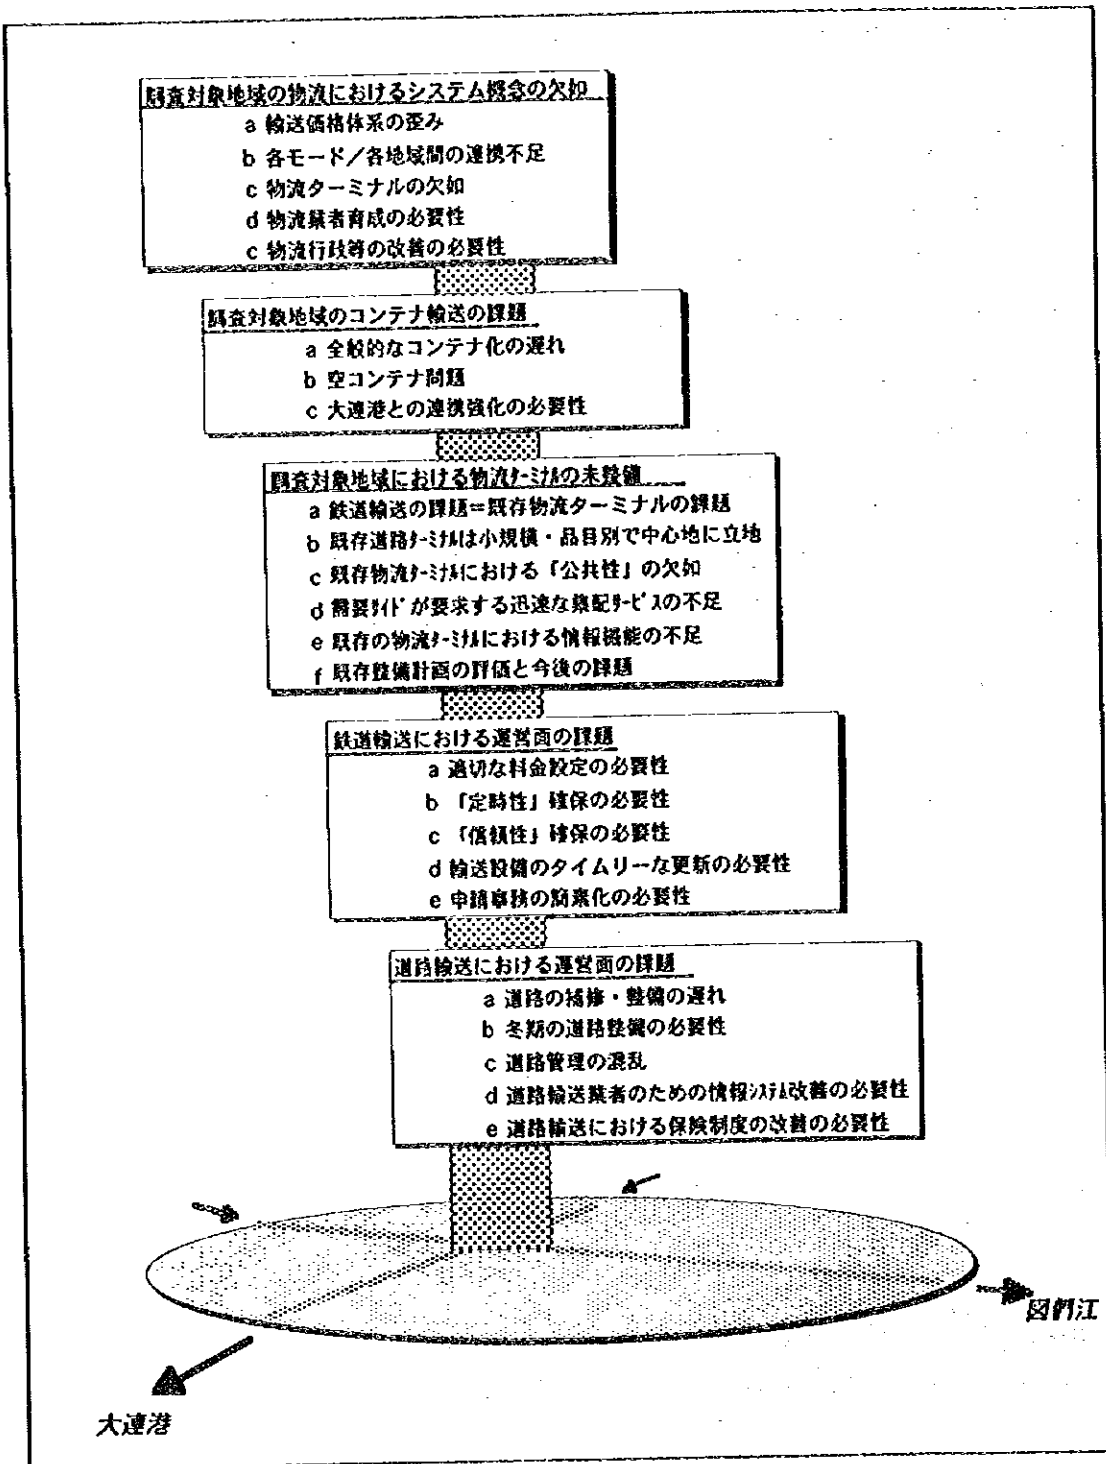 調査対象地域の物流におけるシステム概念の欠如
a 輸送価格体系の歪み
b 各モード／各地域間の連携不足
c 物流ターミナルの欠如
d 物流業者育成の必要性
c 物流行政等の改善の必要性
調査対象地域のコンテナ輸送の課題
a 全般的なコンテナ化の遅れ
b 空コンテナ問題
c 大連港との連携強化の必要性
調査対象地域における物流ﾀｰﾐﾅﾙの未整備
a 鉄道輸送の課題＝既存物流ターミナルの課題
b 既存道路ﾀｰﾐﾅﾙは小規模・品目別で中心地に立地
c 既存物流ﾀｰﾐﾅﾙにおける「公共性」の欠如
d 需要ｻｲﾄﾞが要求する迅速な集配ｻｰﾋﾞｽの不足
e 既存の物流ﾀｰﾐﾅﾙにおける情報機能の不足
f 既存整備計画の評価と今後の課題
鉄道輸送における運営面の課題
a 適切な料金設定の必要性
b 「定時性」確保の必要性
c 「信頼性」確保の必要性
d 輸送設備のタイムリーな更新の必要性
e 申請事務の簡素化の必要性
道路輸送における運営面の課題
a 道路の補修・整備の遅れ
b 冬期の道路整備の必要性
c 道路管理の混乱
d 道路輸送業者のための情報ｼｽﾃﾑ改善の必要性
e 道路輸送における保険制度の改善の必要性
図們江
大連港